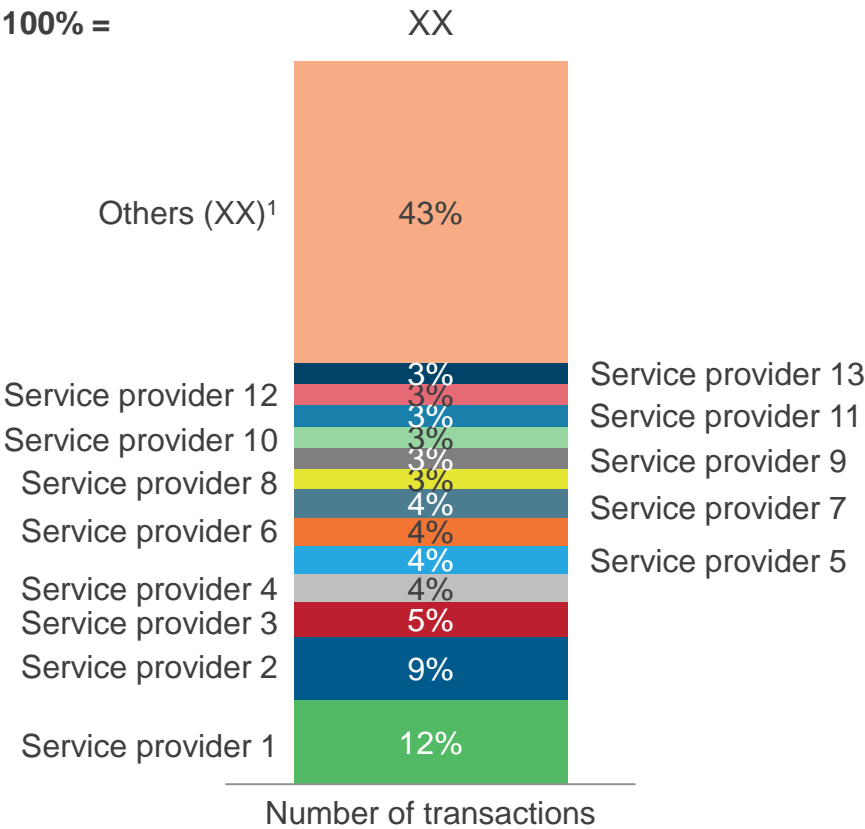 100% = XX
Others (XX)¹ 43%
3% Service provider 13
Service provider 12 3%
3% Service provider 11
Service provider 10 3%
3% Service provider 9
Service provider 8 3%
4% Service provider 7
Service provider 6 4%
4% Service provider 5
Service provider 4 4%
Service provider 3 5%
Service provider 2 9%
Service provider 1 12%
Number of transactions